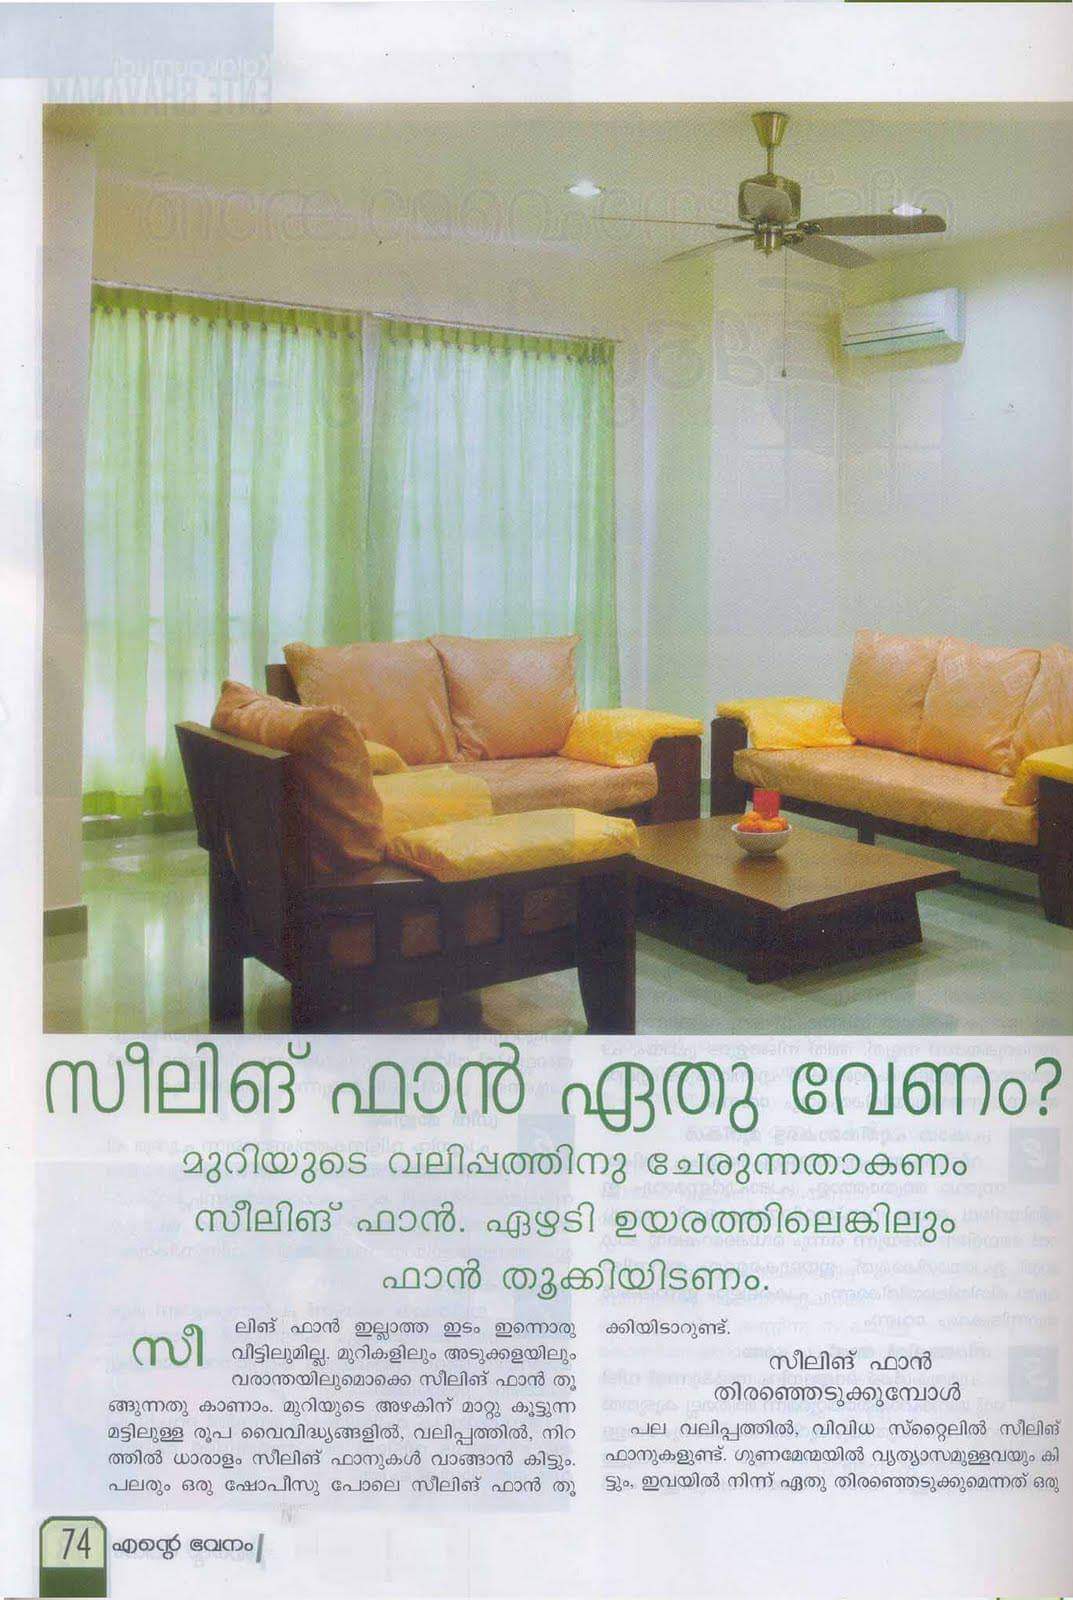 സീലിങ് ഫാൻ ഏതു വേണം?
മുറിയുടെ വലിപ്പത്തിനു ചേരുന്നതാകണം
സീലിങ് ഫാൻ. ഏഴടി ഉയരത്തിലെങ്കിലും
ഫാൻ തൂക്കിയിടണം.
സീലിങ് ഫാൻ ഇല്ലാത്ത ഇടം ഇന്നൊരു
വീട്ടിലുമില്ല. മുറികളിലും അടുക്കളയിലും
വരാന്തയിലുമൊക്കെ സീലിങ് ഫാൻ തൂ
ങ്ങുന്നതു കാണാം. മുറിയുടെ അഴകിന് മാറ്റു കൂട്ടുന്ന
മട്ടിലുള്ള രൂപ വൈവിദ്ധ്യങ്ങളിൽ, വലിപ്പത്തിൽ, നിറ
ത്തിൽ ധാരാളം സീലിങ് ഫാനുകൾ വാങ്ങാൻ കിട്ടും.
പലരും ഒരു ഷോപീസു പോലെ സീലിങ് ഫാൻ തൂ
ക്കിയിടാറുണ്ട്.
സീലിങ് ഫാൻ
തിരഞ്ഞെടുക്കുമ്പോൾ
പല വലിപ്പത്തിൽ, വിവിധ സ്റ്റൈലിൽ സീലിങ്
ഫാനുകളുണ്ട്. ഗുണമേന്മയിൽ വ്യത്യാസമുള്ളവയും കി
ട്ടും, ഇവയിൽ നിന്ന് ഏതു തിരഞ്ഞെടുക്കുമെന്നത് ഒരു
74 എന്റെ ഭവനം